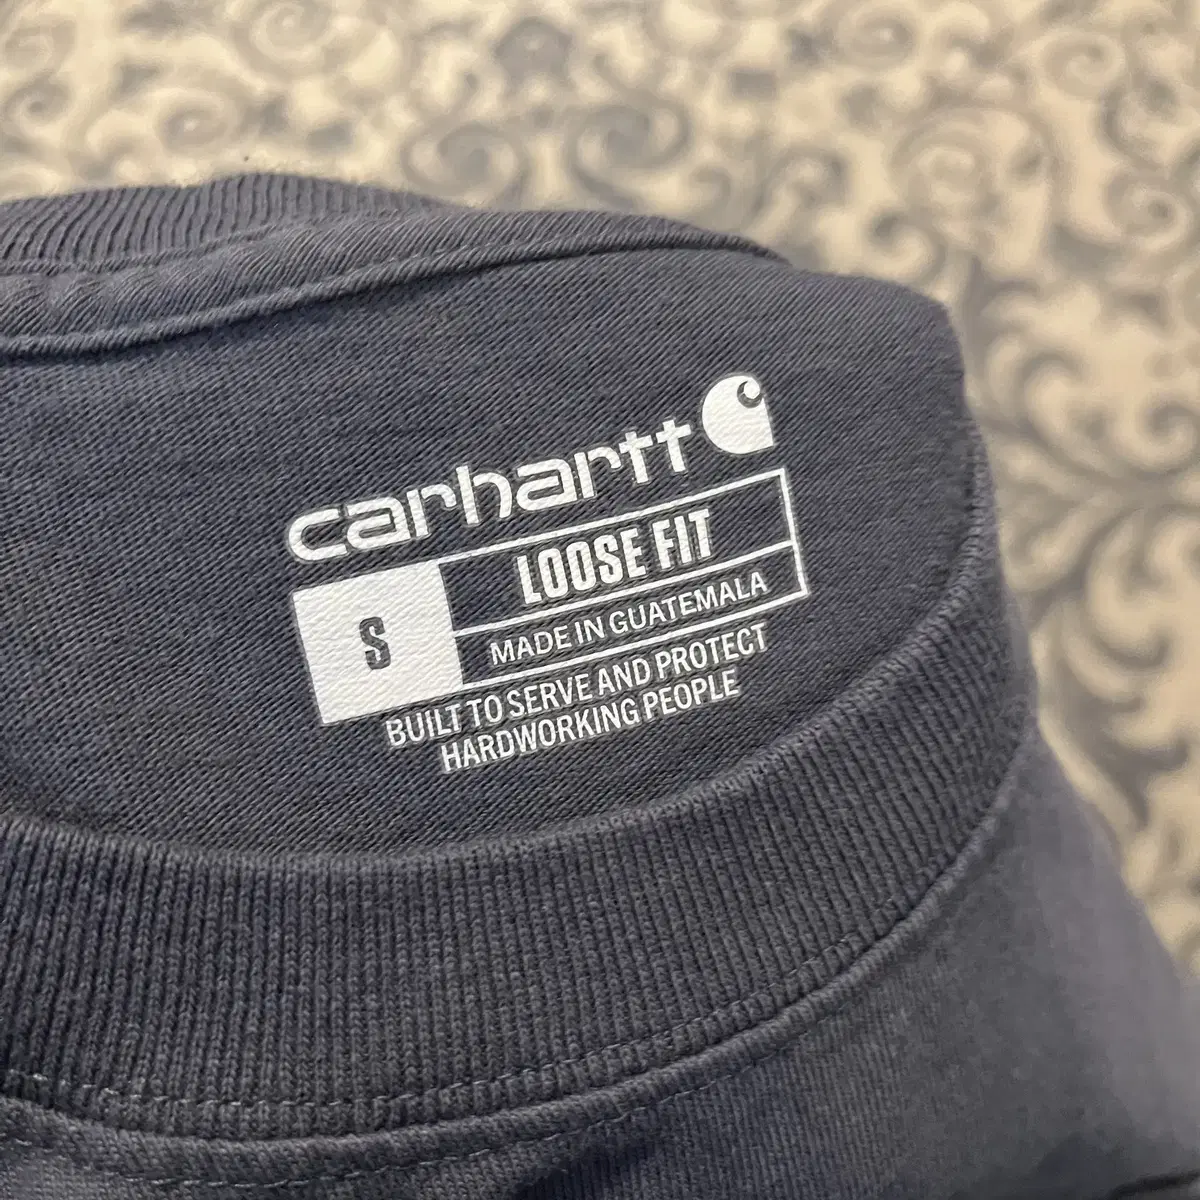 carhartt
LOOSE FIT
S
MADE IN GUATEMALA
BUILT TO SERVE AND PROTECT
HARDWORKING PEOPLE